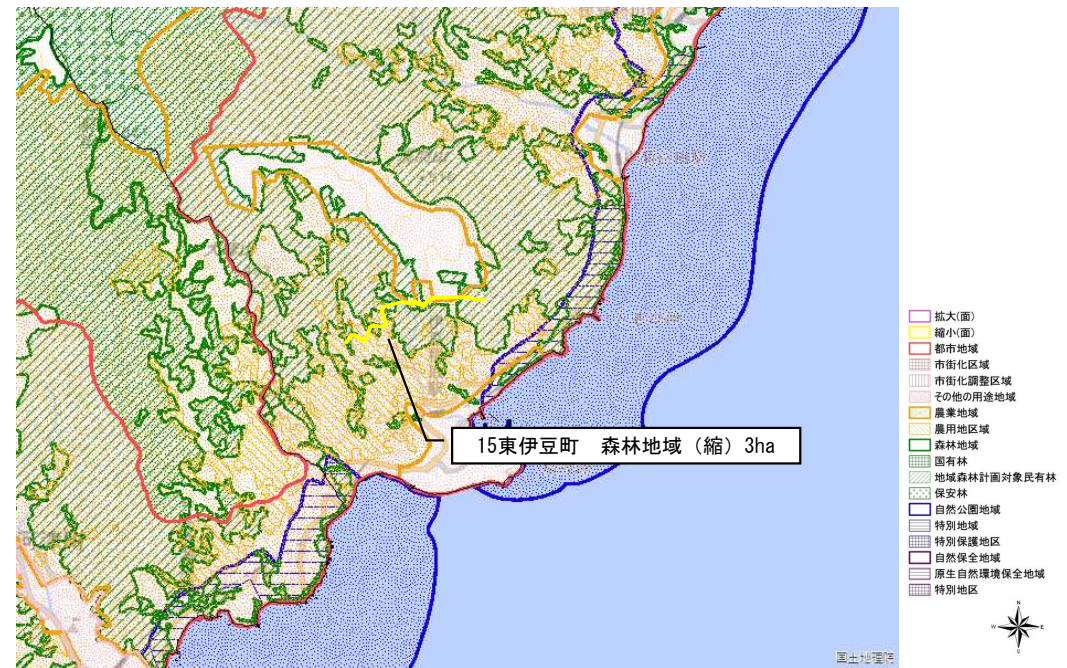 15東伊豆町 森林地域（縮）3ha
拡大(面)
縮小(面)
都市地域
市街化区域
市街化調整区域
その他の用途地域
農業地域
農用地区域
森林地域
国有林
地域森林計画対象民有林
保安林
自然公園地域
特別地域
特別保護地区
自然保全地域
原生自然環境保全地域
特別地区
N
W
E
S
国土地理院